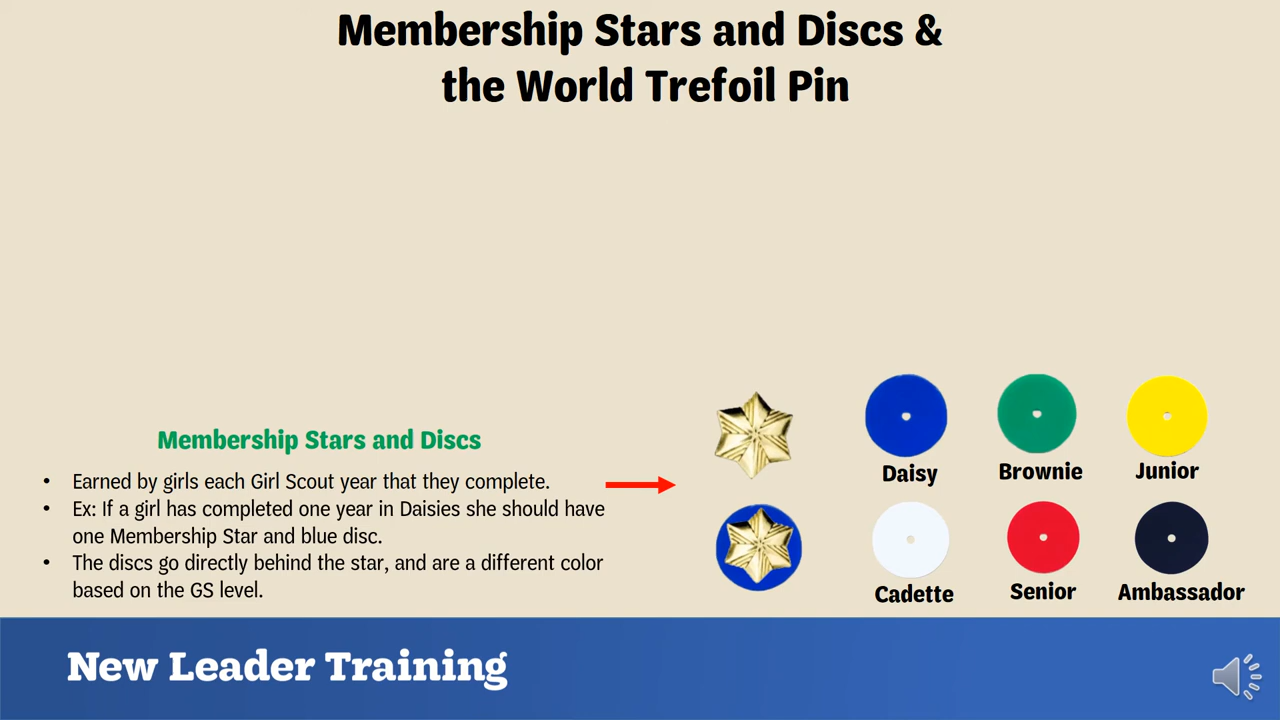 Membership Stars and Discs &
the World Trefoil Pin
Membership Stars and Discs
• Earned by girls each Girl Scout year that they complete.
• Ex: If a girl has completed one year in Daisies she should have
one Membership Star and blue disc.
• The discs go directly behind the star, and are a different color
based on the GS level.
Daisy
Brownie
Junior
Cadette
Senior
Ambassador
New Leader Training